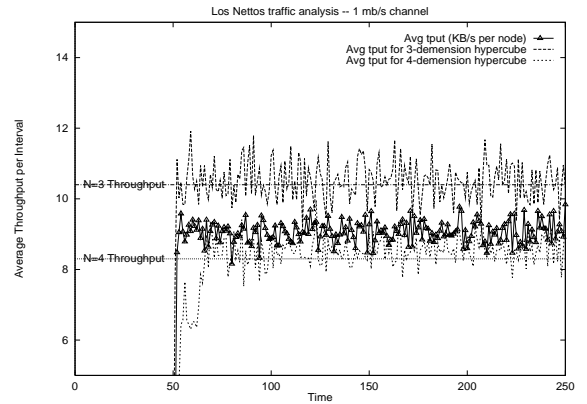 Los Nettos traffic analysis -- 1 mb/s channel
Avg tput (KB/s per node)
Avg tput for 3-demension hypercube
Avg tput for 4-demension hypercube
Average Throughput per Interval
14
12
10
8
6
N=3 Throughput
N=4 Throughput
0
50
100
150
200
250
Time